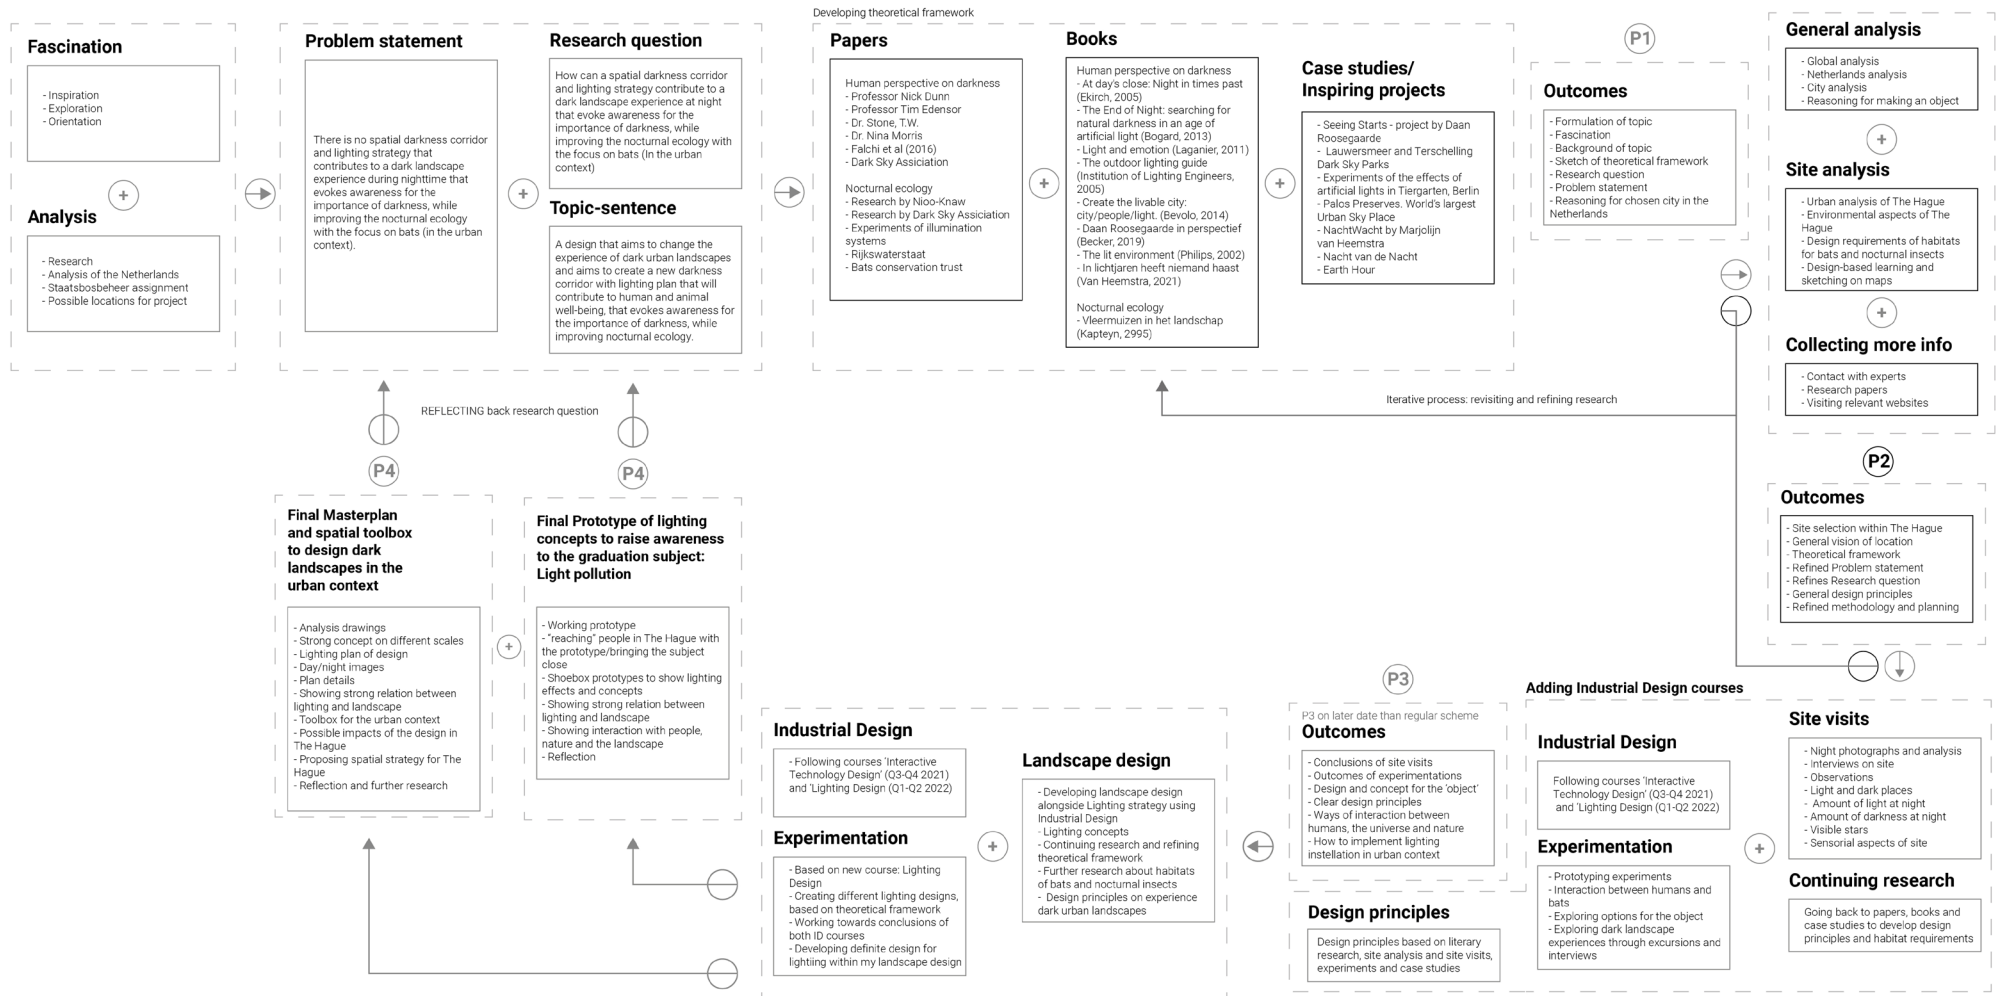 Fascination
- Inspiration
- Exploration
- Orientation
+
Analysis
- Research
- Analysis of the Netherlands
- Staatsbosbeheer assignment
- Possible locations for project
Problem statement
There is no spatial darkness corridor
and lighting strategy that
contributes to a dark landscape
experience during nighttime that
evokes awareness for the
importance of darkness, while
improving the nocturnal ecology
with the focus on bats (in the urban
context).
+
Research question
How can a spatial darkness corridor
and lighting strategy contribute to a
dark landscape experience at night
that evoke awareness for the
importance of darkness, while
improving the nocturnal ecology with
the focus on bats (In the urban
context)
Topic-sentence
A design that aims to change the
experience of dark urban landscapes
and aims to create a new darkness
corridor with lighting plan that will
contribute to human and animal
well-being, that evokes awareness for
the importance of darkness, while
improving nocturnal ecology.
Developing theoretical framework
Papers
Human perspective on darkness
- Professor Nick Dunn
- Professor Tim Edensor
- Dr. Stone, T.W.
- Dr. Nina Morris
- Falchi et al (2016)
- Dark Sky Assiciation
Nocturnal ecology
- Research by Nioo-Knaw
- Research by Dark Sky Assiciation
- Experiments of illumination
systems
- Rijkswaterstaat
- Bats conservation trust
+
Books
Human perspective on darkness
- At day's close: Night in times past
(Ekirch, 2005)
- The End of Night: searching for
natural darkness in an age of
artificial light (Bogard, 2013)
- Light and emotion (Laganier, 2011)
- The outdoor lighting guide
(Institution of Lighting Engineers,
2005)
- Create the livable city:
city/people/light. (Bevolo, 2014)
- Daan Roosegaarde in perspectief
(Becker, 2019)
- The lit environment (Philips, 2002)
- In lichtjaren heeft niemand haast
(Van Heemstra, 2021)
Nocturnal ecology
- Vleermuizen in het landschap
(Kapteyn, 2995)
+
Case studies/
Inspiring projects
- Seeing Starts - project by Daan
Roosegaarde
- Lauwersmeer and Terschelling
Dark Sky Parks
- Experiments of the effects of
artificial lights in Tiergarten, Berlin
- Palos Preserves. World's largest
Urban Sky Place
- NachtWacht by Marjolijn
van Heemstra
- Nacht van de Nacht
- Earth Hour
P1
Outcomes
- Formulation of topic
- Fascination
- Background of topic
- Sketch of theoretical framework
- Research question
- Problem statement
- Reasoning for chosen city in the
Netherlands
General analysis
- Global analysis
- Netherlands analysis
- City analysis
- Reasoning for making an object
+
Site analysis
- Urban analysis of The Hague
- Environmental aspects of The
Hague
- Design requirements of habitats
for bats and nocturnal insects
- Design-based learning and
sketching on maps
+
Collecting more info
- Contact with experts
- Research papers
- Visiting relevant websites
Iterative process: revisiting and refining research
REFLECTING back research question
P2
Outcomes
- Site selection within The Hague
- General vision of location
- Theoretical framework
- Refined Problem statement
- Refines Research question
- General design principles
- Refined methodology and planning
P4
Final Masterplan
and spatial toolbox
to design dark
landscapes in the
urban context
- Analysis drawings
- Strong concept on different scales
- Lighting plan of design
- Day/night images
- Plan details
- Showing strong relation between
lighting and landscape
- Toolbox for the urban context
- Possible impacts of the design in
The Hague
- Proposing spatial strategy for The
Hague
- Reflection and further research
+
P4
Final Prototype of lighting
concepts to raise awareness
to the graduation subject:
Light pollution
- Working prototype
- "reaching" people in The Hague with
the prototype/bringing the subject
close
- Shoebox prototypes to show lighting
effects and concepts
- Showing strong relation between
lighting and landscape
- Showing interaction with people,
nature and the landscape
- Reflection
Industrial Design
- Following courses 'Interactive
Technology Design' (Q3-Q4 2021)
and 'Lighting Design (Q1-Q2 2022)
Experimentation
- Based on new course: Lighting
Design
- Creating different lighting designs,
based on theoretical framework
- Working towards conclusions of
both ID courses
- Developing definite design for
lightiing within my landscape design
+
Landscape design
- Developing landscape design
alongside Lighting strategy using
Industrial Design
- Lighting concepts
- Continuing research and refining
theoretical framework
- Further research about habitats
of bats and nocturnal insects
- Design principles on experience
dark urban landscapes
P3
P3 on later date than regular scheme
Outcomes
- Conclusions of site visits
- Outcomes of experimentations
- Design and concept for the 'object'
- Clear design principles
- Ways of interaction between
humans, the universe and nature
- How to implement lighting
instellation in urban context
Design principles
Design principles based on literary
research, site analysis and site visits,
experiments and case studies
Adding Industrial Design courses
Industrial Design
Following courses 'Interactive
Technology Design' (Q3-Q4 2021)
and 'Lighting Design (Q1-Q2 2022)
Experimentation
- Prototyping experiments
- Interaction between humans and
bats
- Exploring options for the object
- Exploring dark landscape
experiences through excursions and
interviews
+
Site visits
- Night photographs and analysis
- Interviews on site
- Observations
- Light and dark places
- Amount of light at night
- Amount of darkness at night
- Visible stars
- Sensorial aspects of site
Continuing research
Going back to papers, books and
case studies to develop design
principles and habitat requirements